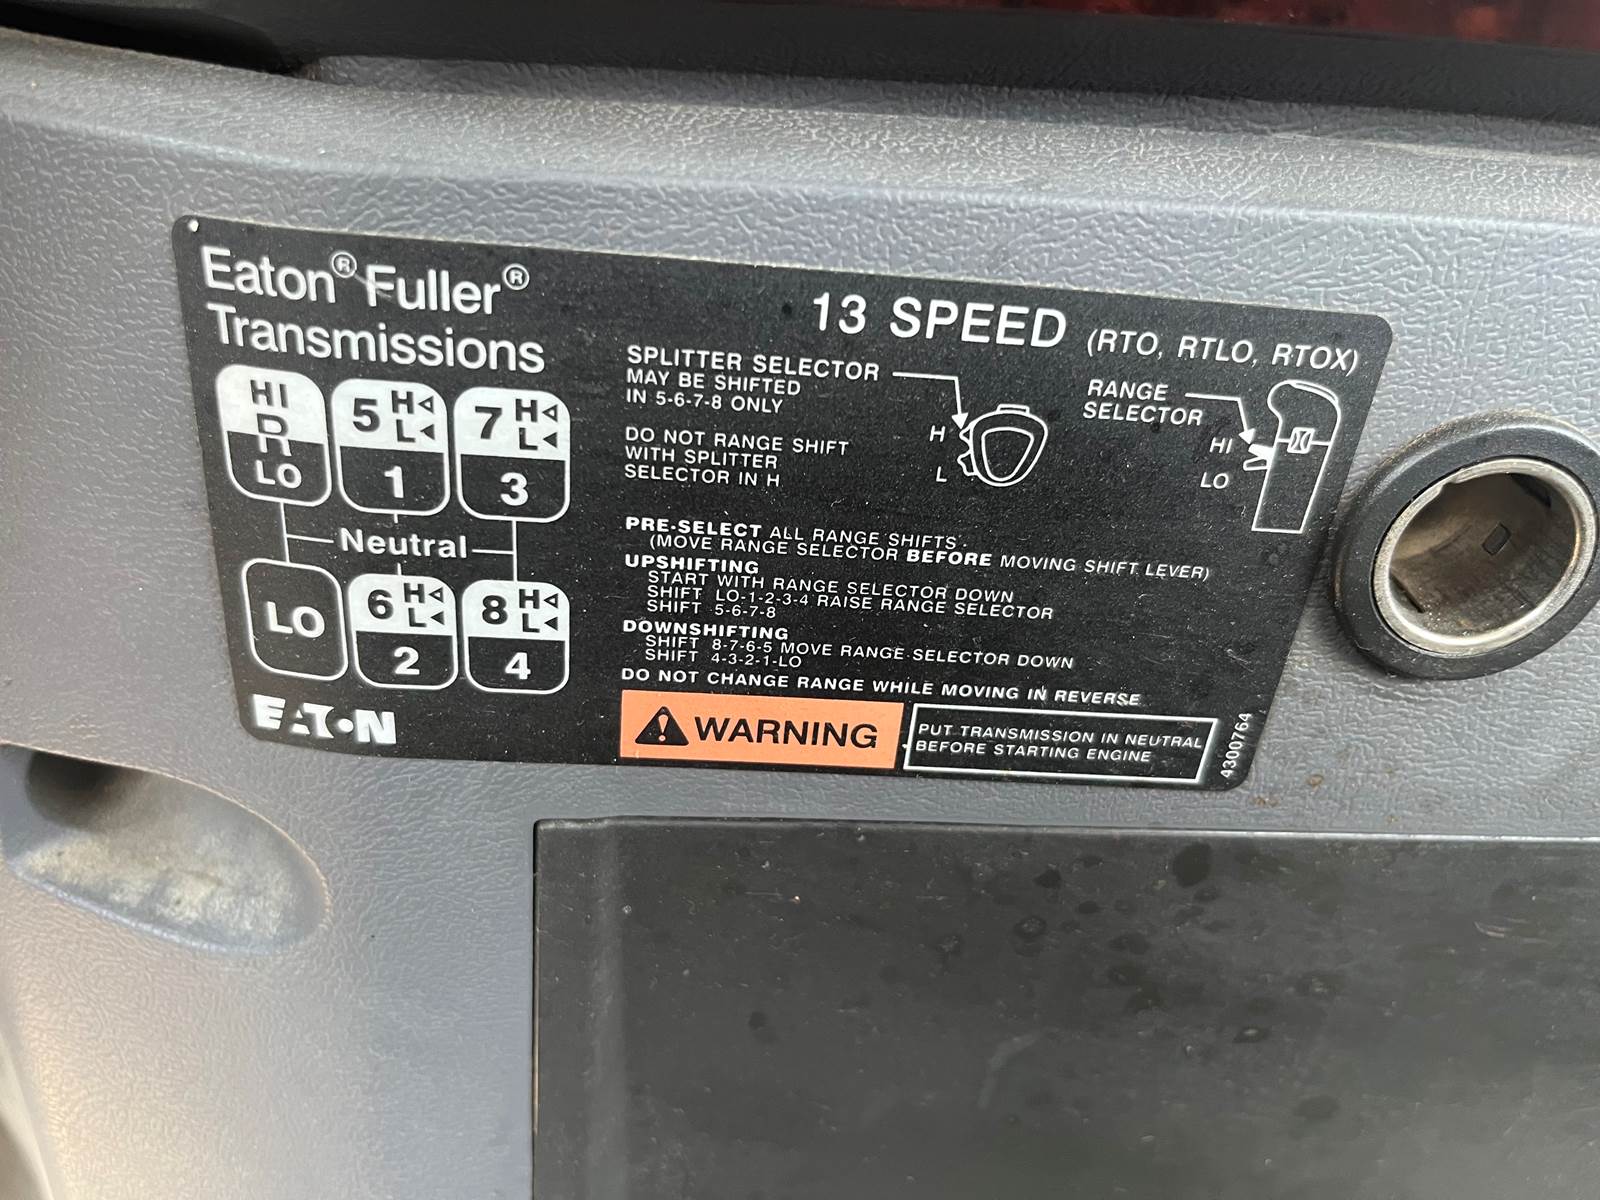 Eaton® Fuller®
Transmissions
13 SPEED (RTO, RTLO, RTOX)
HI
R
LO
5 H L
1
7 H L
3
Neutral
LO
6 H L
2
8 H L
4
EATON
SPLITTER SELECTOR
MAY BE SHIFTED
IN 5-6-7-8 ONLY
DO NOT RANGE SHIFT
WITH SPLITTER
SELECTOR IN H
H
L
RANGE
SELECTOR
HI
LO
PRE-SELECT ALL RANGE SHIFTS.
(MOVE RANGE SELECTOR BEFORE MOVING SHIFT LEVER)
UPSHIFTING
START WITH RANGE SELECTOR DOWN
SHIFT LO-1-2-3-4 RAISE RANGE SELECTOR
SHIFT 5-6-7-8
DOWNSHIFTING
SHIFT 8-7-6-5 MOVE RANGE SELECTOR DOWN
SHIFT 4-3-2-1-LO
DO NOT CHANGE RANGE WHILE MOVING IN REVERSE
WARNING
PUT TRANSMISSION IN NEUTRAL
BEFORE STARTING ENGINE
4300764